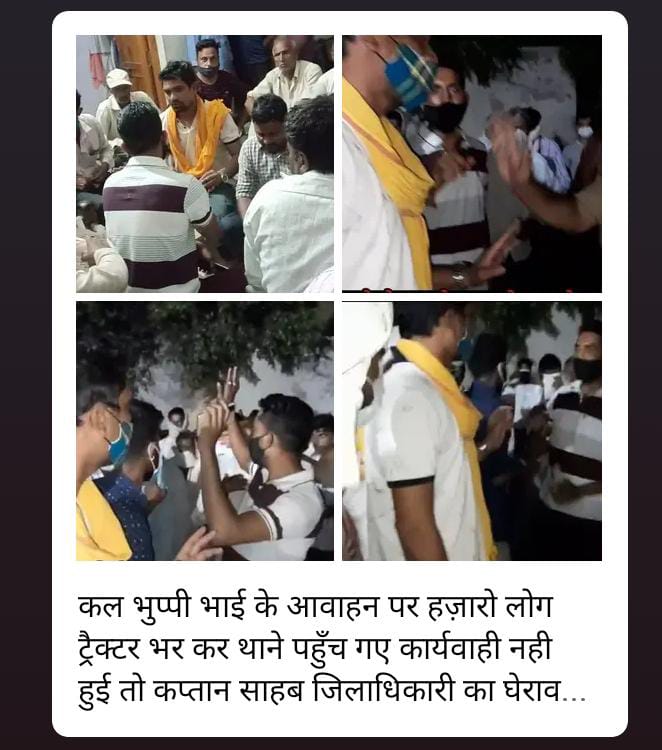 कल भुप्पी भाई के आवाहन पर हज़ारो लोग
ट्रैक्टर भर कर थाने पहुँच गए कार्यवाही नही
हुई तो कप्तान साहब जिलाधिकारी का घेराव...